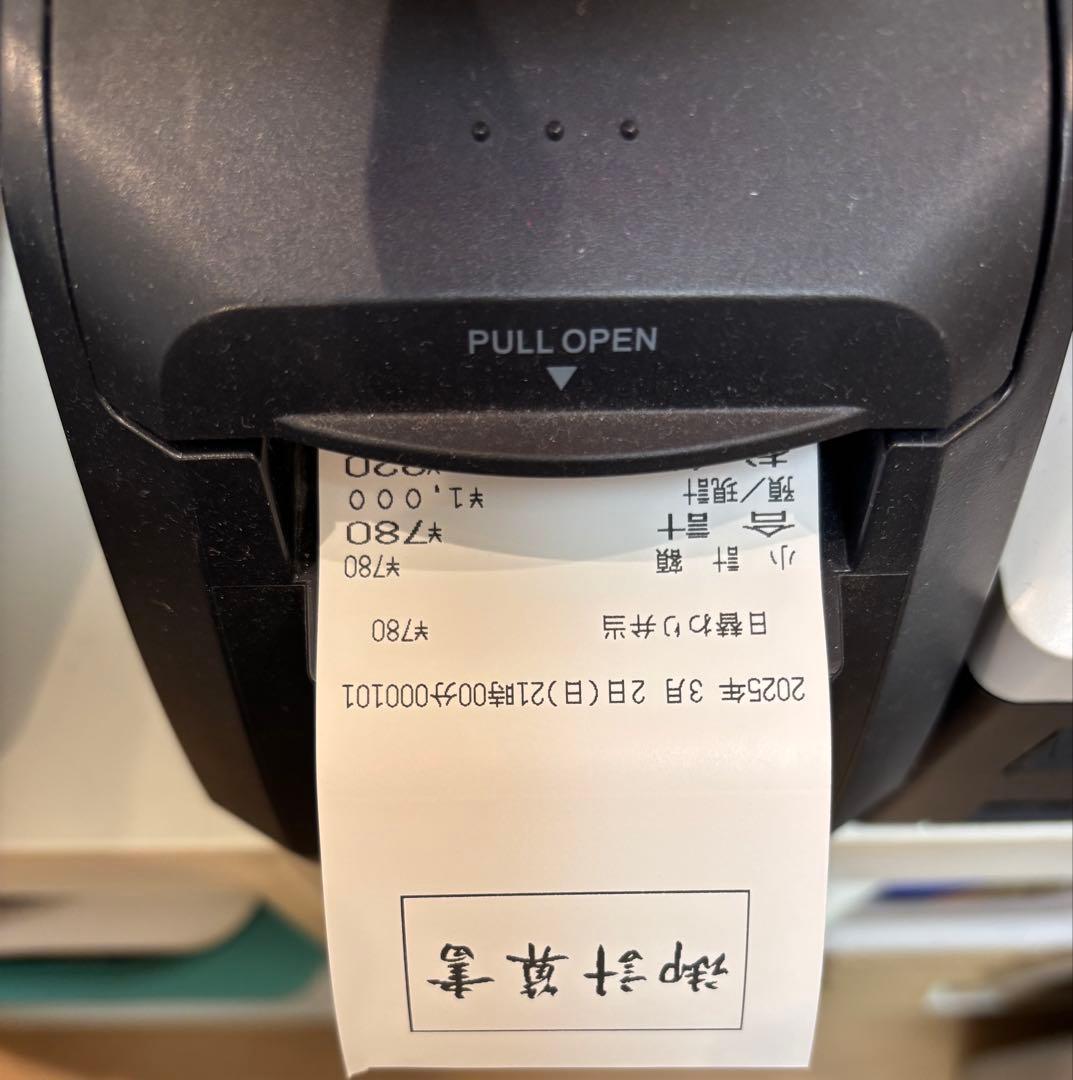 PULL OPEN
御計算書
2025年 3月 2日(日)21時00分000101
日替わり弁当 ¥780
小計額 ¥780
合計 ¥780
預/現計 ¥1,000